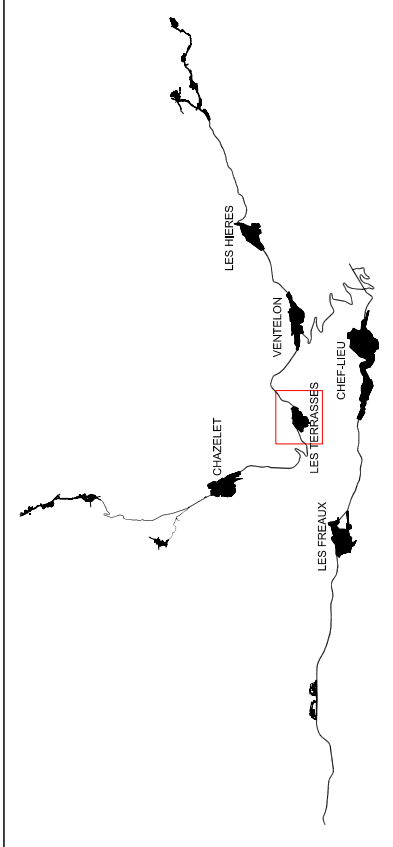 LES HIERES
VENTELON
CHEF-LIEU
LES TERRASSES
CHAZELET
LES FREAUX